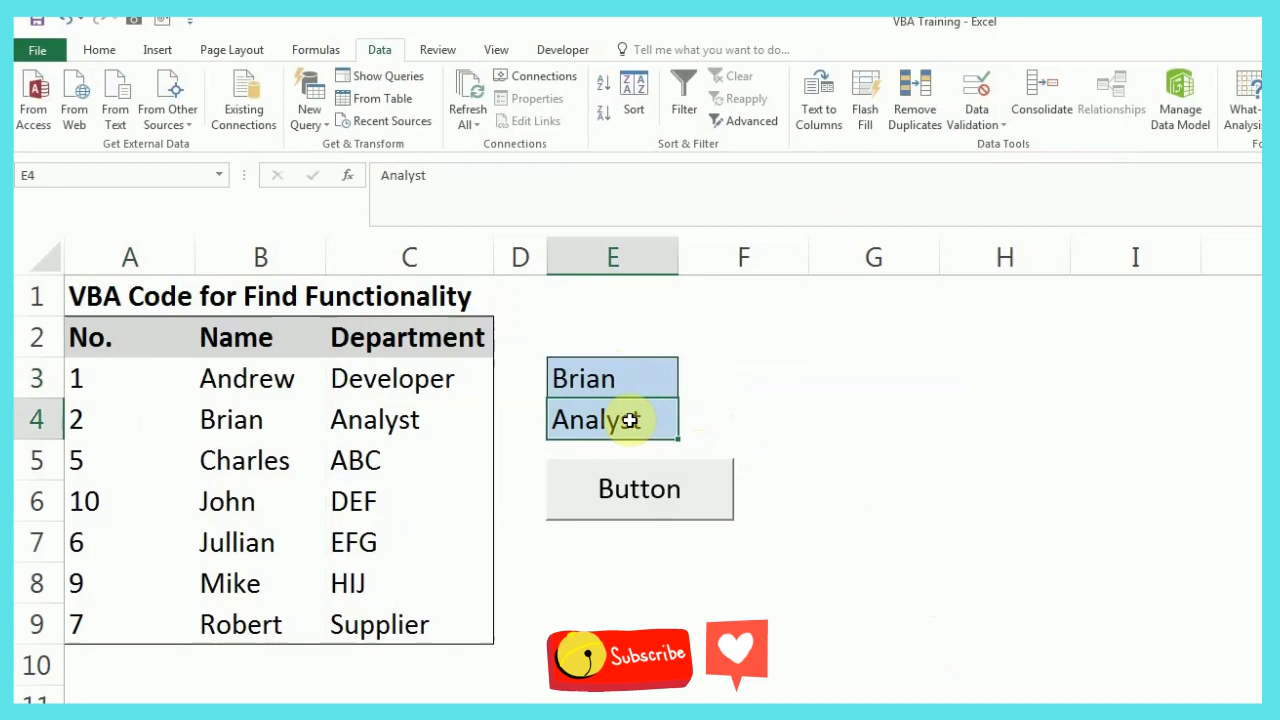 VBA Training - Excel
File Home Insert Page Layout Formulas Data Review View Developer Tell me what you want to do...
From Access
From Web
From Text
From Other Sources
Existing Connections
Get External Data
New Query
Show Queries
From Table
Recent Sources
Get & Transform
Refresh All
Connections
Properties
Edit Links
Connections
Sort
Filter
Clear
Reapply
Advanced
Sort & Filter
Text to Columns
Flash Fill
Remove Duplicates
Data Validation
Consolidate
Relationships
Manage Data Model
Data Tools
What-
Analysis
E4 fx Analyst
A B C D E F G H I
1 VBA Code for Find Functionality
2 No. Name Department
3 1 Andrew Developer Brian
4 2 Brian Analyst Analyst
5 5 Charles ABC
6 10 John DEF
Button
7 6 Jullian EFG
8 9 Mike HIJ
9 7 Robert Supplier
10
Subscribe